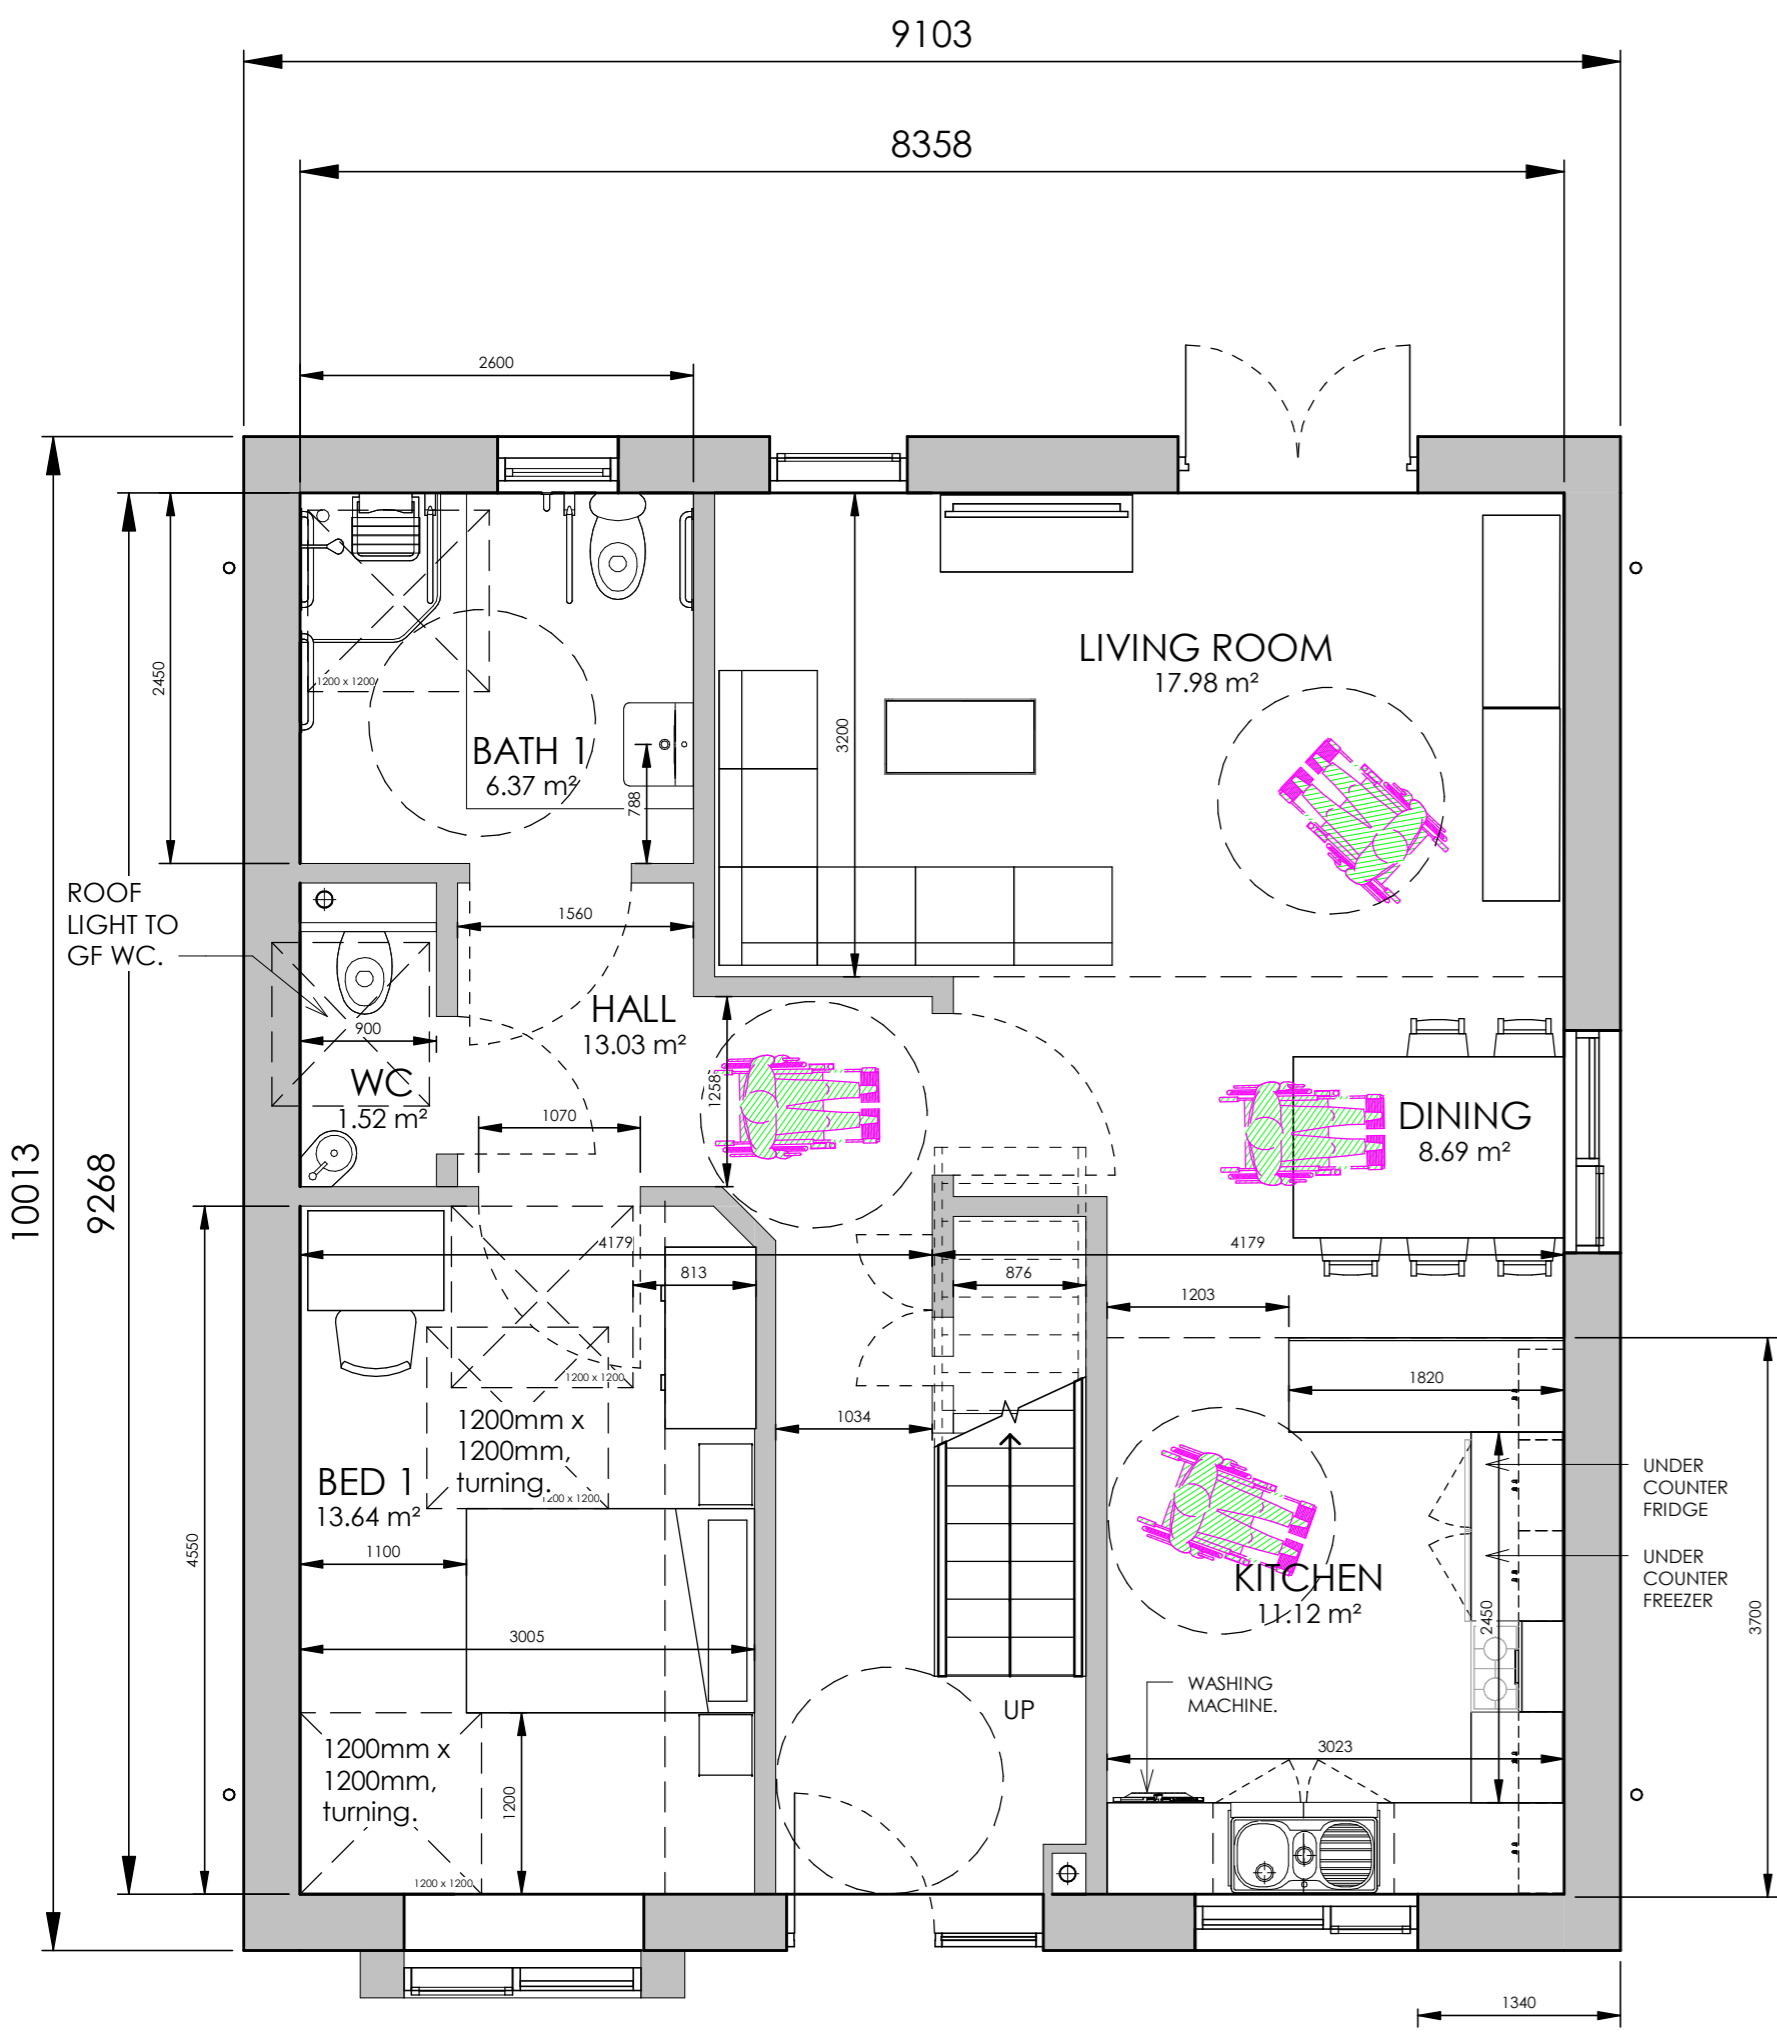 9103
8358
2600
2450
1200 x 1200
BATH 1
6.37 m²
788
3200
LIVING ROOM
17.98 m²
ROOF
LIGHT TO
GF WC.
1560
HALL
13.03 m²
900
WC
1.52 m²
1070
1258
DINING
8.69 m²
10013
9268
4179
4179
813
876
1203
1200 x 1200
1200mm x
1200mm,
turning.
1200 x 1200
1034
1820
BED 1
13.64 m²
UNDER
COUNTER
FRIDGE
4550
1100
KITCHEN
11.12 m²
2450
UNDER
COUNTER
FREEZER
3700
3005
WASHING
MACHINE.
UP
3023
1200mm x
1200mm,
turning.
1200
1200 x 1200
1340